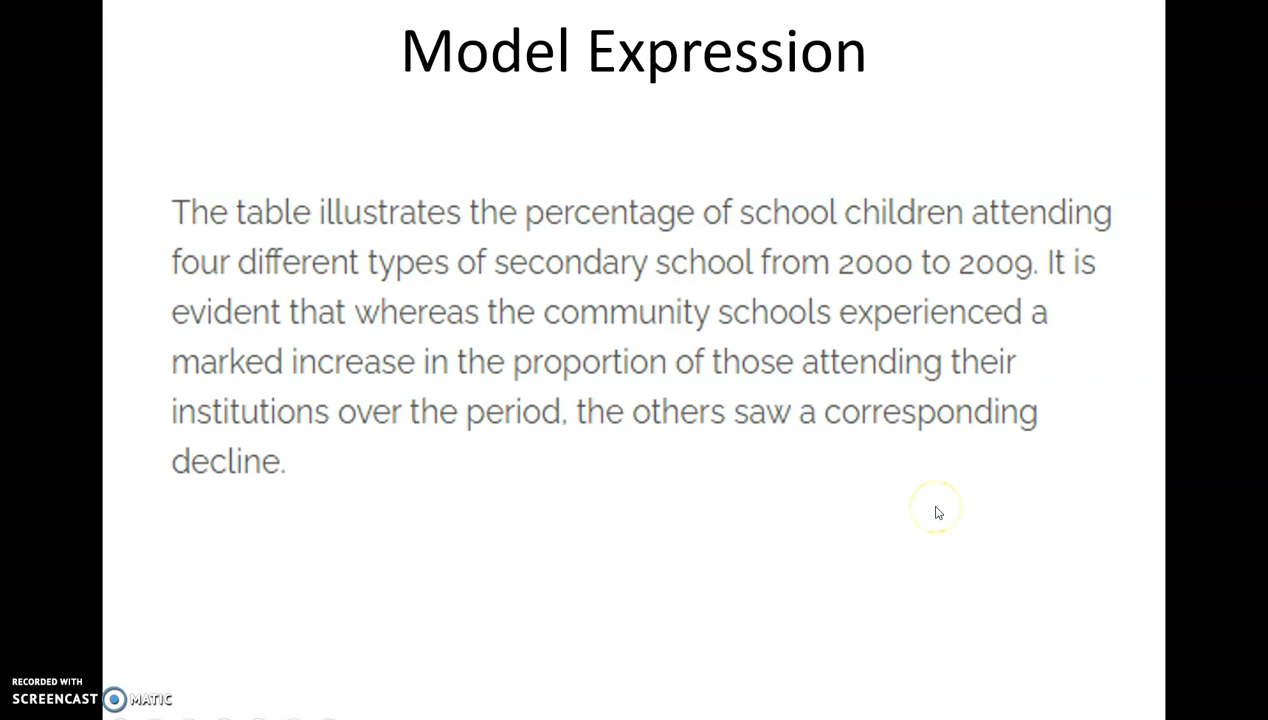 Model Expression
The table illustrates the percentage of school children attending
four different types of secondary school from 2000 to 2009. It is
evident that whereas the community schools experienced a
marked increase in the proportion of those attending their
institutions over the period, the others saw a corresponding
decline.
RECORDED WITH
SCREENCAST MATIC